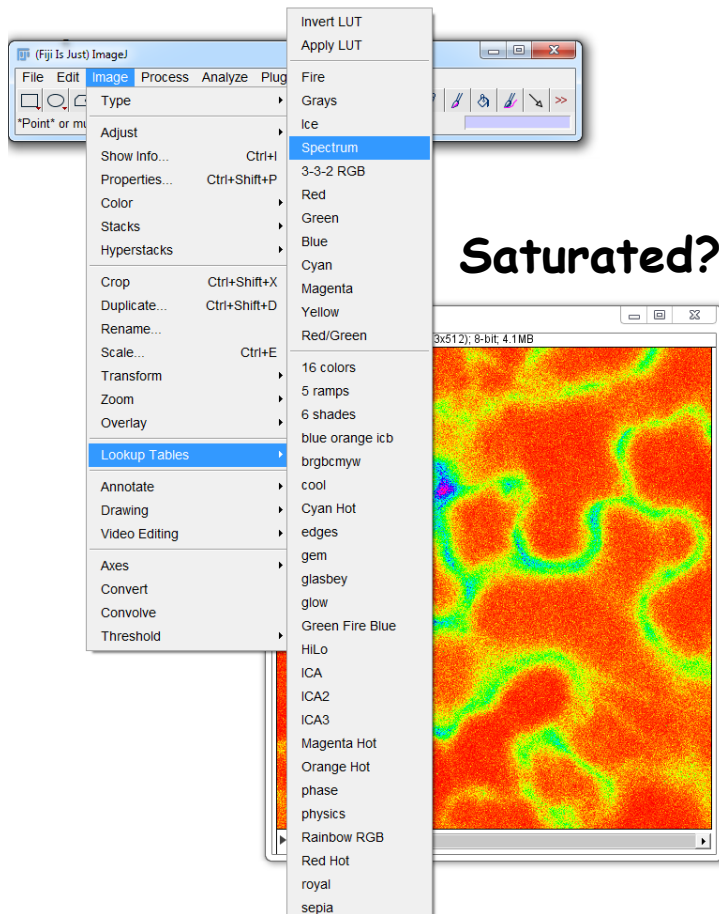 (Fiji Is Just) ImageJ
File Edit Image Process Analyze Plug
>>
*Point* or mu
Type
Adjust
Show Info... Ctrl+I
Properties... Ctrl+Shift+P
Color
Stacks
Hyperstacks
Crop Ctrl+Shift+X
Duplicate... Ctrl+Shift+D
Rename...
Scale... Ctrl+E
Transform
Zoom
Overlay
Lookup Tables
Annotate
Drawing
Video Editing
Axes
Convert
Convolve
Threshold
Invert LUT
Apply LUT
Fire
Grays
Ice
Spectrum
3-3-2 RGB
Red
Green
Blue
Cyan
Magenta
Yellow
Red/Green
16 colors
5 ramps
6 shades
blue orange icb
brgbcmyw
cool
Cyan Hot
edges
gem
glasbey
glow
Green Fire Blue
HiLo
ICA
ICA2
ICA3
Magenta Hot
Orange Hot
phase
physics
Rainbow RGB
Red Hot
royal
sepia
Saturated?
3x512); 8-bit; 4.1MB